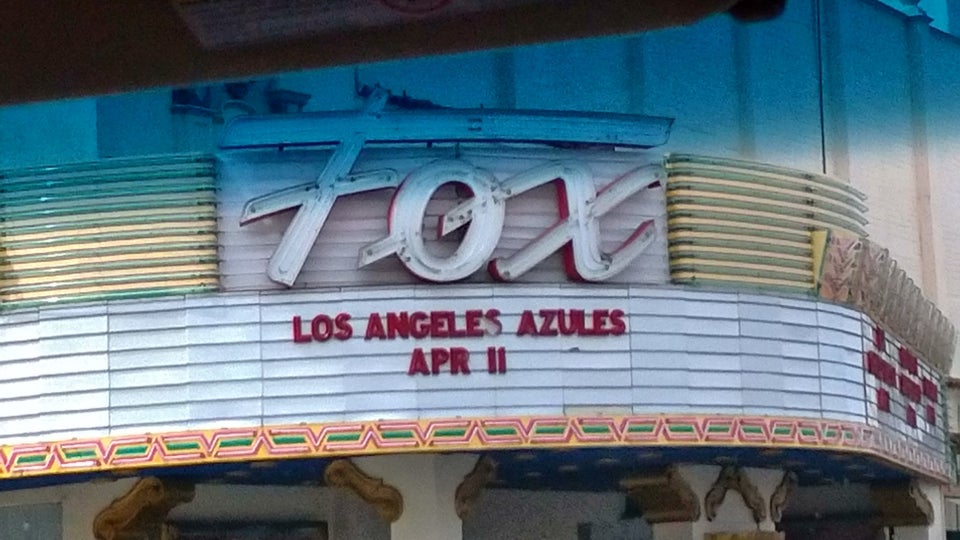 Fox
LOS ANGELES AZULES
APR 11